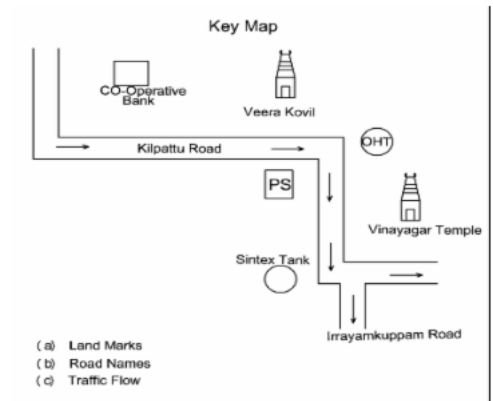 Key Map
CO-Operative
Bank
Veera Kovil
OHT
Kilpattu Road
PS
Vinayagar Temple
Sintex Tank
Irrayamkuppam Road
(a) Land Marks
(b) Road Names
(c) Traffic Flow